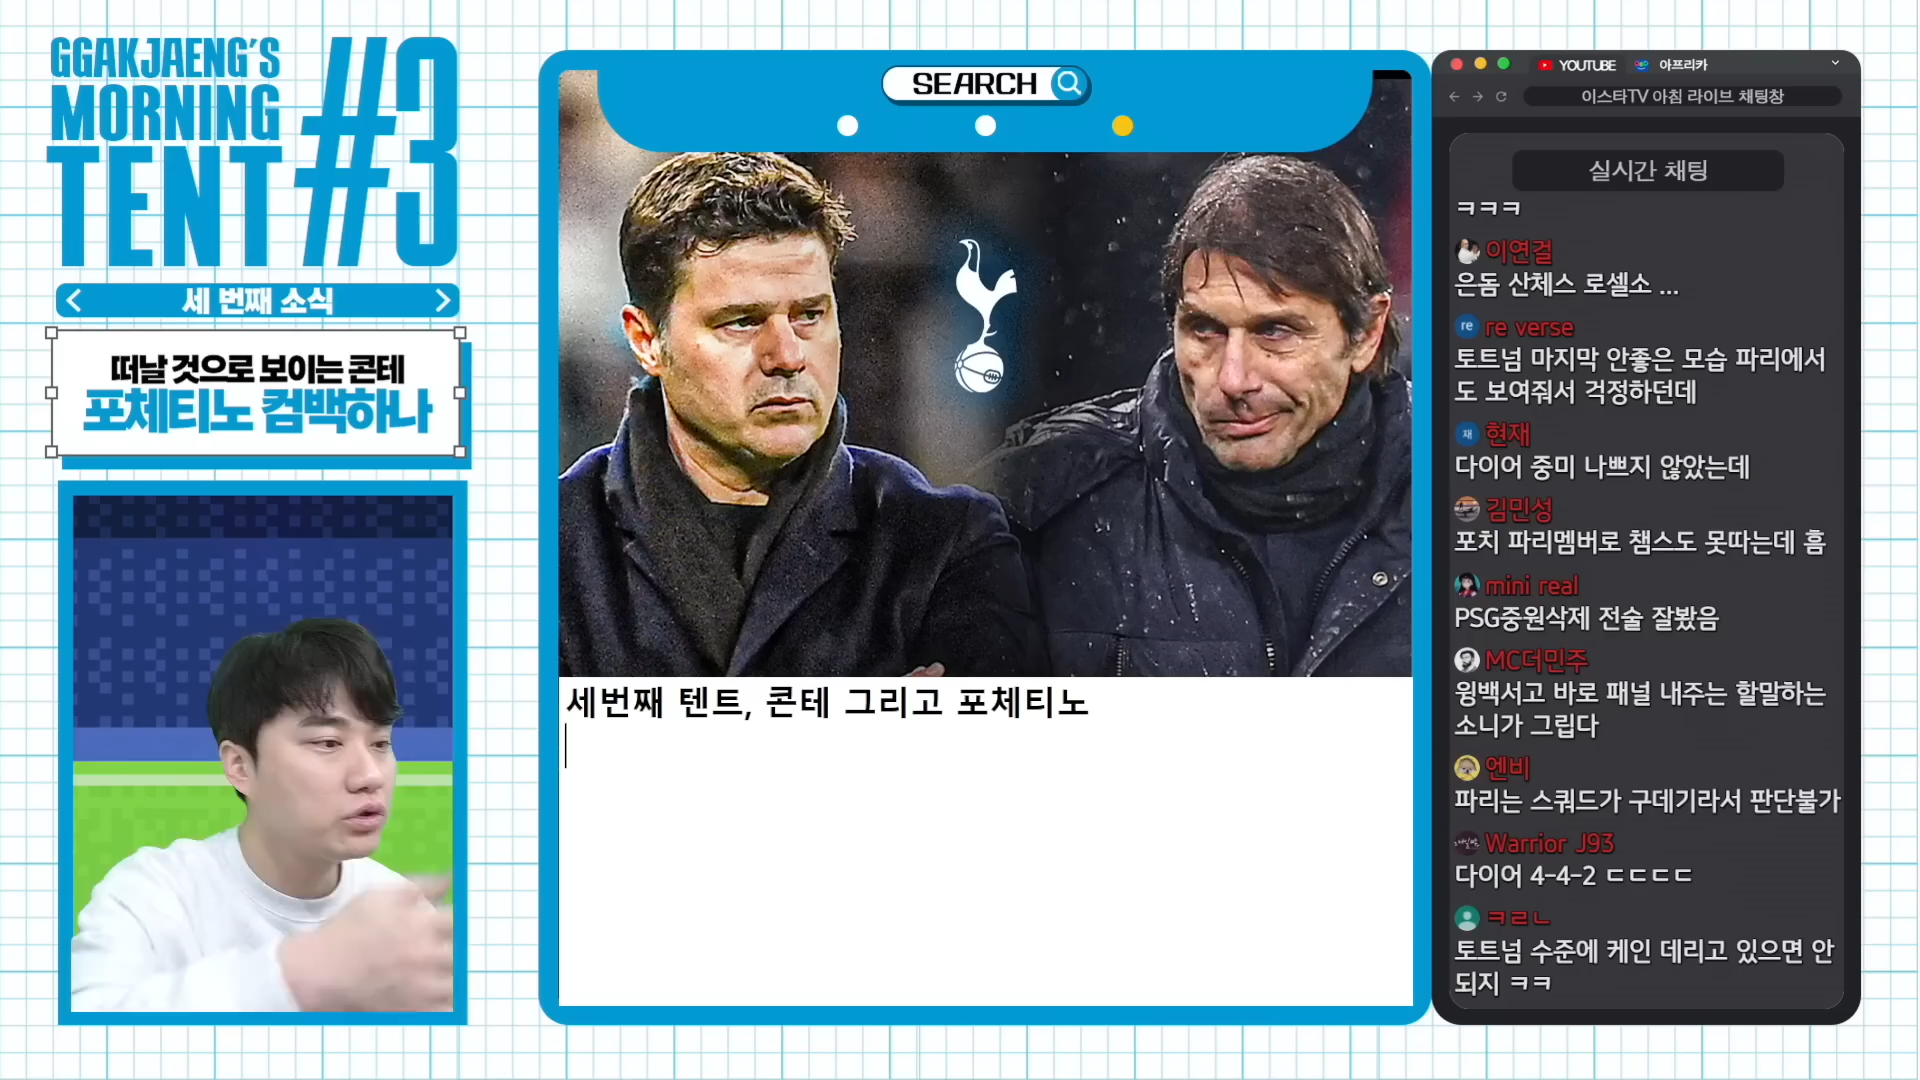 GGAKJAENG'S
MORNING
TENT
#3
세 번째 소식
떠날 것으로 보이는 콘테
포체티노 컴백하나
SEARCH
세번째 텐트, 콘테 그리고 포체티노
YOUTUBE
아프리카
이스타TV 아침 라이브 채팅창
실시간 채팅
ㅋㅋㅋ
이연걸
은돔 산체스 로셀소 ...
re
re verse
토트넘 마지막 안좋은 모습 파리에서
도 보여줘서 걱정하던데
재
현재
다이어 중미 나쁘지 않았는데
김민성
포치 파리멤버로 챔스도 못따는데 흠
mini real
PSG중원삭제 전술 잘봤음
MC더민주
윙백서고 바로 패널 내주는 할말하는
소니가 그립다
엔비
파리는 스쿼드가 구데기라서 판단불가
Warrior J93
다이어 4-4-2 ㄷㄷㄷㄷ
ㅋㄹㄴ
토트넘 수준에 케인 데리고 있으면 안
되지 ㅋㅋ